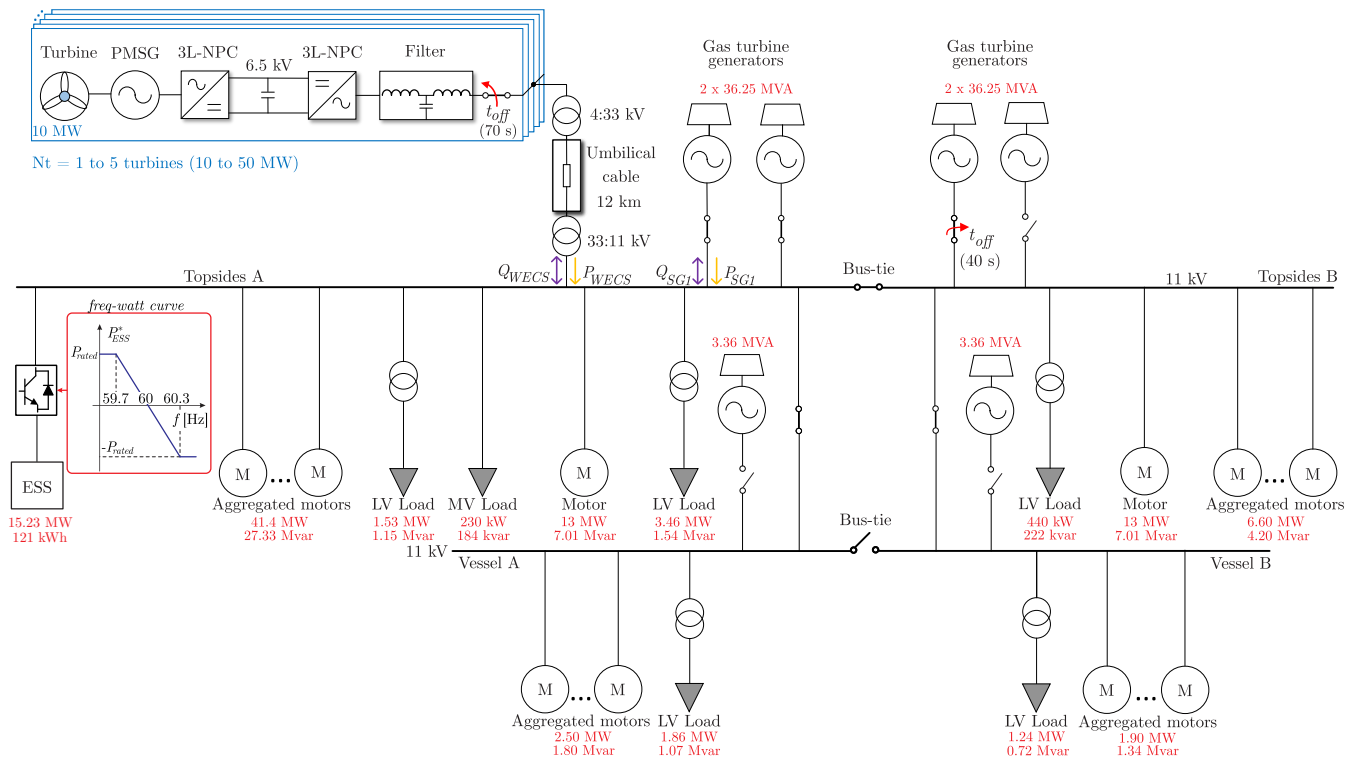 Turbine
PMSG
3L-NPC
6.5 kV
3L-NPC
Filter
t_off
(70 s)
10 MW
Nt = 1 to 5 turbines (10 to 50 MW)
4:33 kV
Umbilical
cable
12 km
33:11 kV
Gas turbine
generators
2 x 36.25 MVA
Gas turbine
generators
2 x 36.25 MVA
t_off
(40 s)
Q_WECS
P_WECS
Q_SG1
P_SG1
Topsides A
Bus-tie
11 kV
Topsides B
freq-watt curve
P*_ESS
P_rated
59.7
60
60.3
f [Hz]
-P_rated
ESS
15.23 MW
121 kWh
M
M
Aggregated motors
41.4 MW
27.33 Mvar
LV Load
1.53 MW
1.15 Mvar
MV Load
230 kW
184 kvar
M
Motor
13 MW
7.01 Mvar
LV Load
3.46 MW
1.54 Mvar
3.36 MVA
3.36 MVA
LV Load
440 kW
222 kvar
M
Motor
13 MW
7.01 Mvar
M
M
Aggregated motors
6.60 MW
4.20 Mvar
11 kV
Vessel A
Bus-tie
Vessel B
M
M
Aggregated motors
2.50 MW
1.80 Mvar
LV Load
1.86 MW
1.07 Mvar
LV Load
1.24 MW
0.72 Mvar
M
M
Aggregated motors
1.90 MW
1.34 Mvar